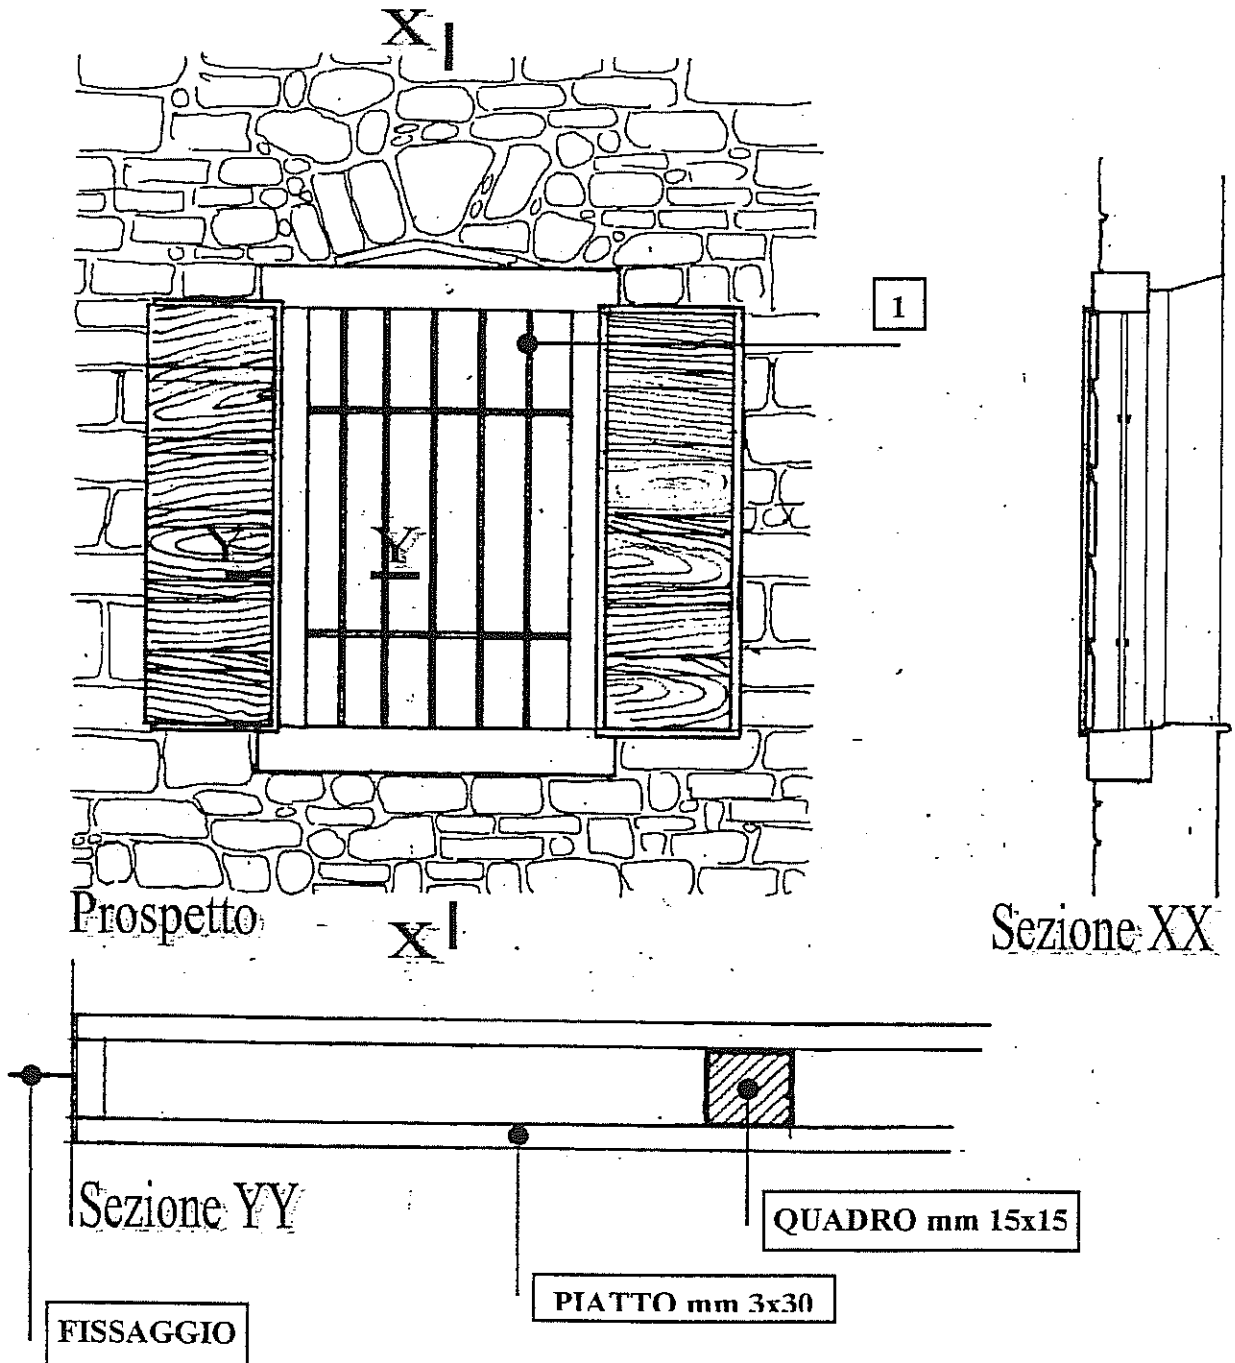 X
1
Y Y
Prospetto
X
Sezione XX
Sezione YY
QUADRO mm 15x15
PIATTO mm 3x30
FISSAGGIO